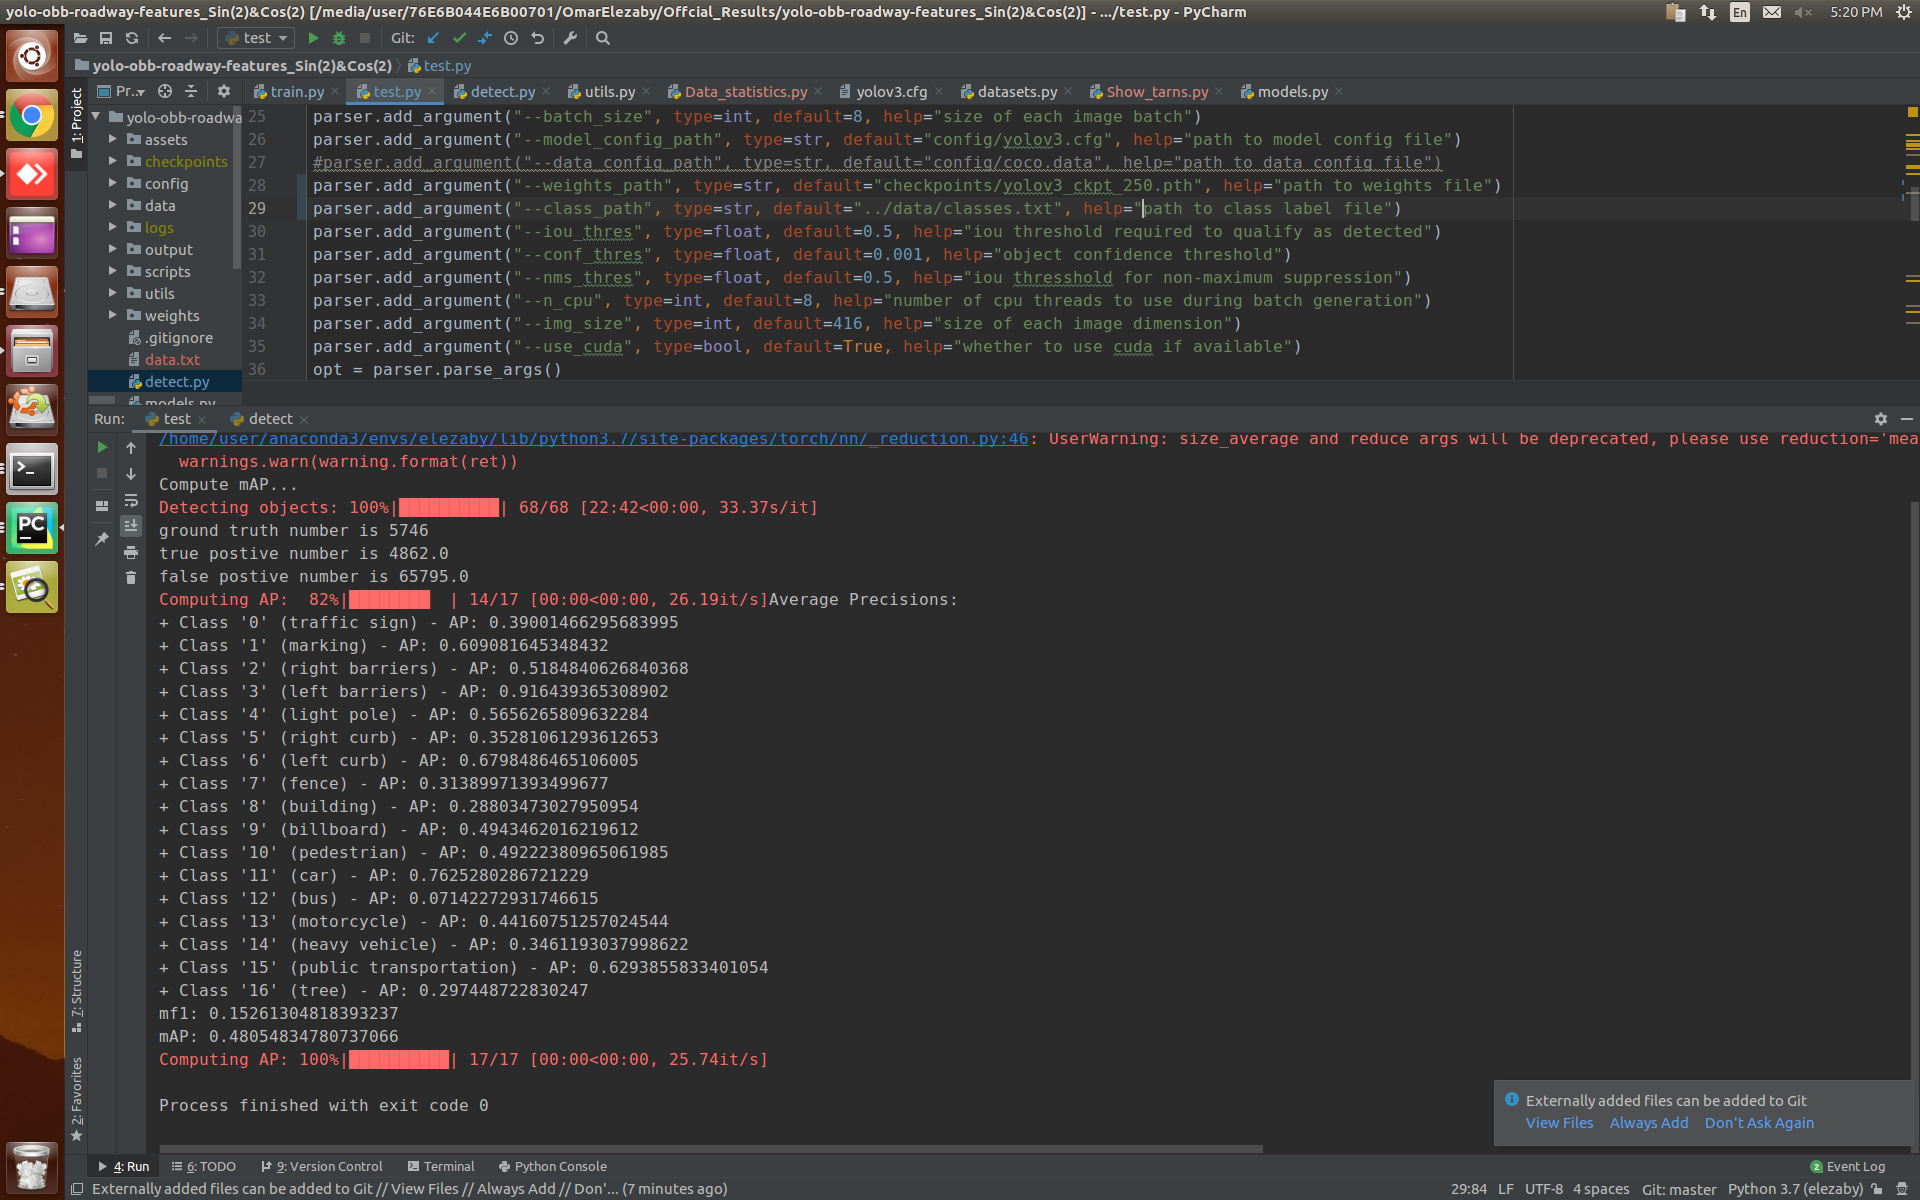 yolo-obb-roadway-features_Sin(2)&Cos(2) [/media/user/76E6B044E6B00701/OmarElezaby/Offcial_Results/yolo-obb-roadway-features_Sin(2)&Cos(2)] - .../test.py - PyCharm
En 5:20 PM
test Git:
yolo-obb-roadway-features_Sin(2)&Cos(2) test.py
Pr... train.py test.py detect.py utils.py Data_statistics.py yolov3.cfg datasets.py Show_tarns.py models.py
1: Project
yolo-obb-roadwa
assets
checkpoints
config
data
logs
output
scripts
utils
weights
.gitignore
data.txt
detect.py
models.py
25 parser.add_argument("--batch_size", type=int, default=8, help="size of each image batch")
26 parser.add_argument("--model_config_path", type=str, default="config/yolov3.cfg", help="path to model config file")
27 #parser.add_argument("--data_config_path", type=str, default="config/coco.data", help="path to data config file")
28 parser.add_argument("--weights_path", type=str, default="checkpoints/yolov3_ckpt_250.pth", help="path to weights file")
29 parser.add_argument("--class_path", type=str, default="../data/classes.txt", help="path to class label file")
30 parser.add_argument("--iou_thres", type=float, default=0.5, help="iou threshold required to qualify as detected")
31 parser.add_argument("--conf_thres", type=float, default=0.001, help="object confidence threshold")
32 parser.add_argument("--nms_thres", type=float, default=0.5, help="iou thresshold for non-maximum suppression")
33 parser.add_argument("--n_cpu", type=int, default=8, help="number of cpu threads to use during batch generation")
34 parser.add_argument("--img_size", type=int, default=416, help="size of each image dimension")
35 parser.add_argument("--use_cuda", type=bool, default=True, help="whether to use cuda if available")
36 opt = parser.parse_args()
Run: test detect
/home/user/anaconda3/envs/elezaby/lib/python3.7/site-packages/torch/nn/_reduction.py:46: UserWarning: size_average and reduce args will be deprecated, please use reduction='mea
warnings.warn(warning.format(ret))
Compute mAP...
Detecting objects: 100%|██████████| 68/68 [22:42<00:00, 33.37s/it]
ground truth number is 5746
true postive number is 4862.0
false postive number is 65795.0
Computing AP:  82%|████████  | 14/17 [00:00<00:00, 26.19it/s]Average Precisions:
+ Class '0' (traffic sign) - AP: 0.39001466295683995
+ Class '1' (marking) - AP: 0.609081645348432
+ Class '2' (right barriers) - AP: 0.5184840626840368
+ Class '3' (left barriers) - AP: 0.916439365308902
+ Class '4' (light pole) - AP: 0.5656265809632284
+ Class '5' (right curb) - AP: 0.35281061293612653
+ Class '6' (left curb) - AP: 0.6798486465106005
+ Class '7' (fence) - AP: 0.31389971393499677
+ Class '8' (building) - AP: 0.28803473027950954
+ Class '9' (billboard) - AP: 0.4943462016219612
+ Class '10' (pedestrian) - AP: 0.49222380965061985
+ Class '11' (car) - AP: 0.7625280286721229
+ Class '12' (bus) - AP: 0.07142272931746615
+ Class '13' (motorcycle) - AP: 0.44160751257024544
+ Class '14' (heavy vehicle) - AP: 0.3461193037998622
+ Class '15' (public transportation) - AP: 0.6293855833401054
+ Class '16' (tree) - AP: 0.297448722830247
mf1: 0.15261304818393237
mAP: 0.48054834780737066
Computing AP: 100%|██████████| 17/17 [00:00<00:00, 25.74it/s]
Process finished with exit code 0
7: Structure
2: Favorites
PC
Externally added files can be added to Git
View Files Always Add Don't Ask Again
4: Run 6: TODO 9: Version Control Terminal Python Console 2 Event Log
Externally added files can be added to Git // View Files // Always Add // Don'... (7 minutes ago) 29:84 LF UTF-8 4 spaces Git: master Python 3.7 (elezaby)